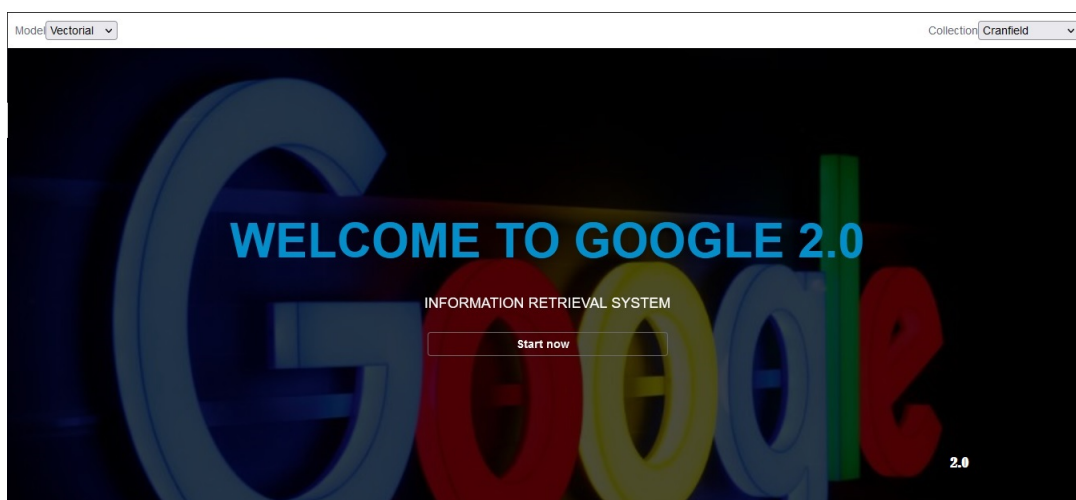 Model Vectorial Collection Cranfield
Google
WELCOME TO GOOGLE 2.0
INFORMATION RETRIEVAL SYSTEM
Start now
2.0